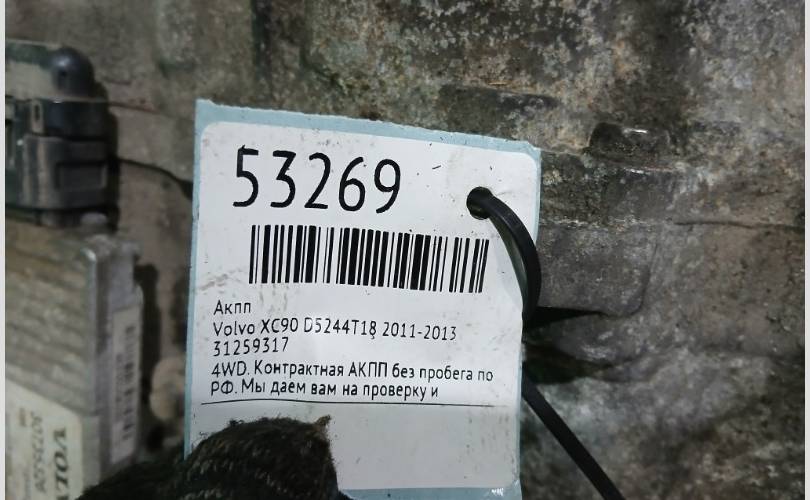 53269
Акпп
Volvo XC90 D5244T18 2011-2013
31259317
4WD. Контрактная АКПП без пробега по
РФ. Мы даем вам на проверку и
VOLV